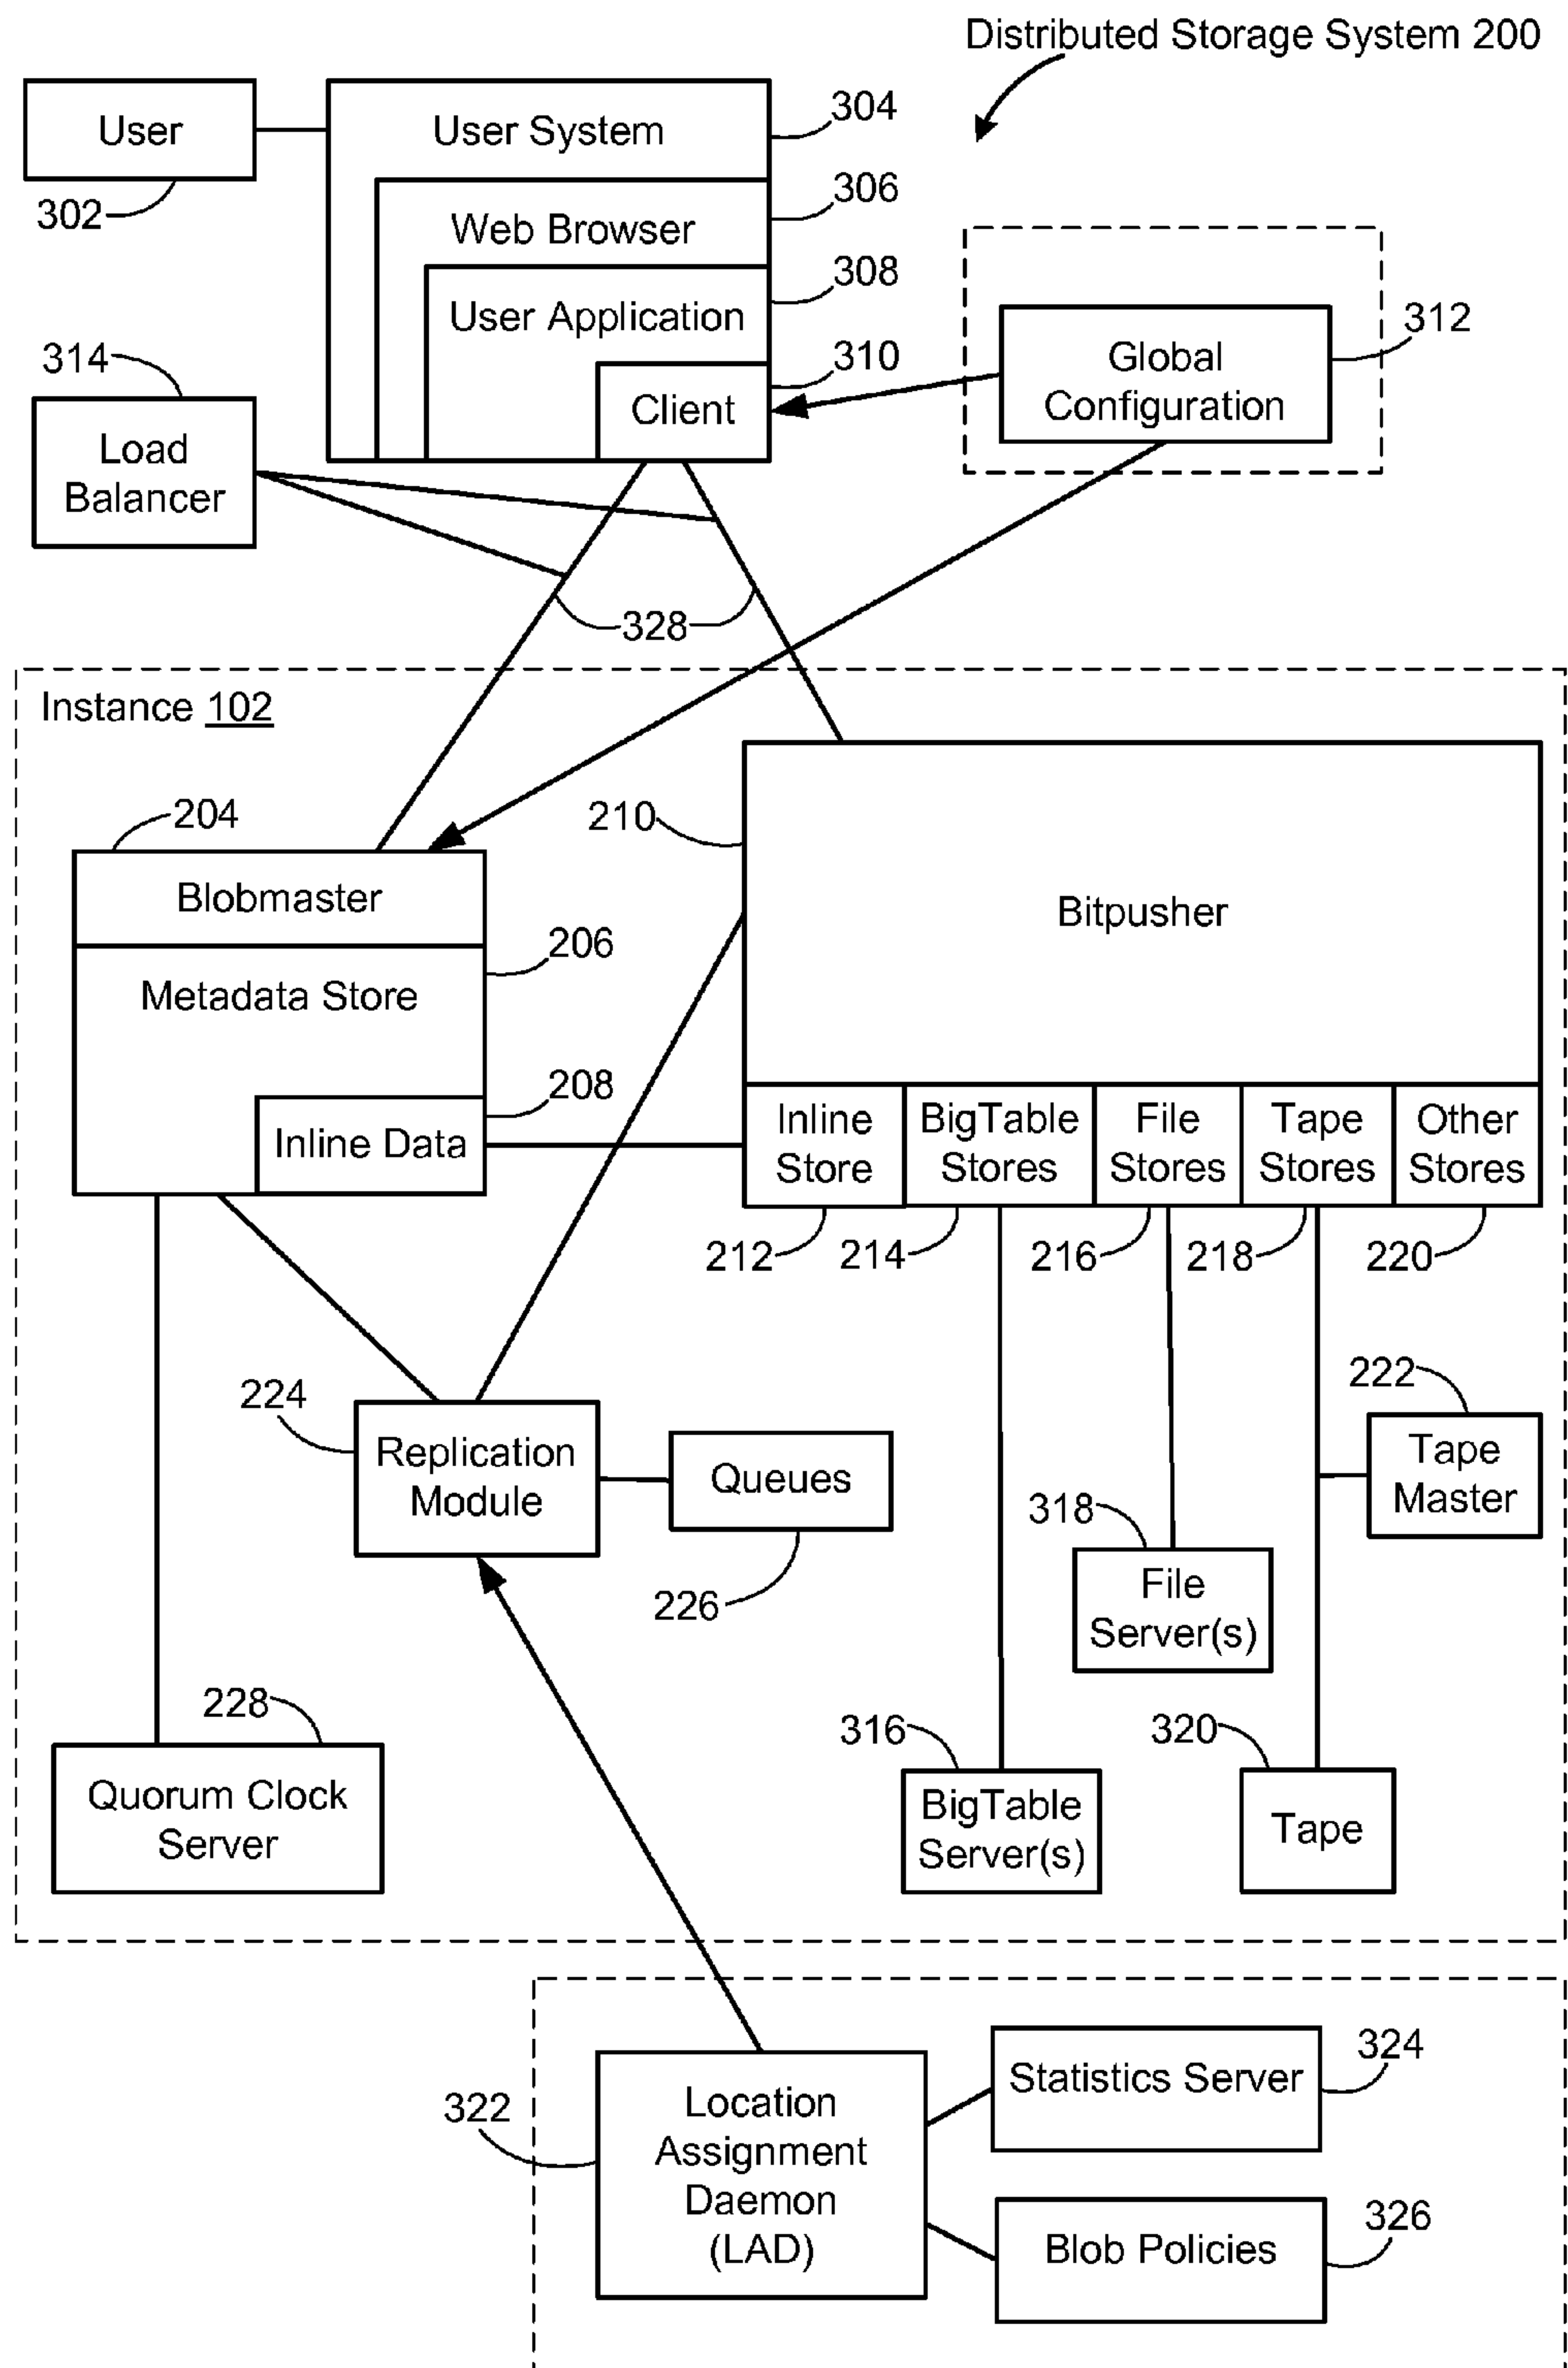 Distributed Storage System 200
User
302
User System
304
Web Browser
306
User Application
308
Client
310
Global
Configuration
312
314
Load
Balancer
328
Instance 102
204
Blobmaster
206
Metadata Store
208
Inline Data
210
Bitpusher
Inline
Store
BigTable
Stores
File
Stores
Tape
Stores
Other
Stores
212
214
216
218
220
224
Replication
Module
Queues
226
222
Tape
Master
318
File
Server(s)
228
Quorum Clock
Server
316
BigTable
Server(s)
320
Tape
322
Location
Assignment
Daemon
(LAD)
Statistics Server
324
Blob Policies
326